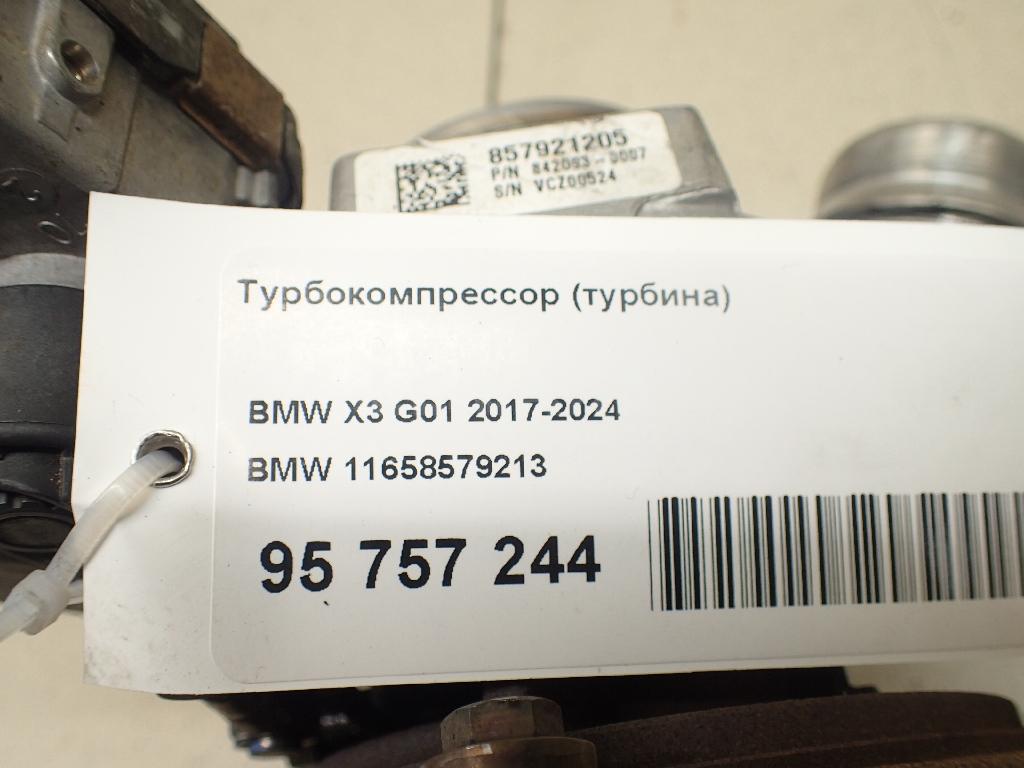 857921205
P/N 842093-0007
S/N VCZ00524
Турбокомпрессор (турбина)
BMW X3 G01 2017-2024
BMW 11658579213
95 757 244